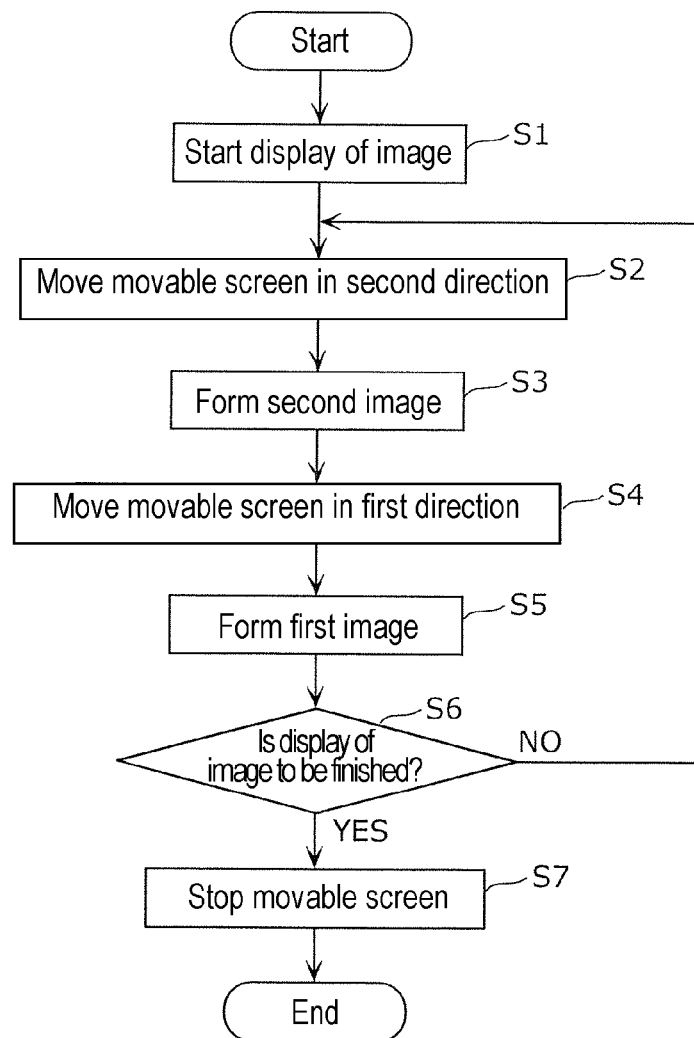 Start
S1
Start display of image
S2
Move movable screen in second direction
S3
Form second image
S4
Move movable screen in first direction
S5
Form first image
S6
Is display of
image to be finished?
NO
YES
S7
Stop movable screen
End